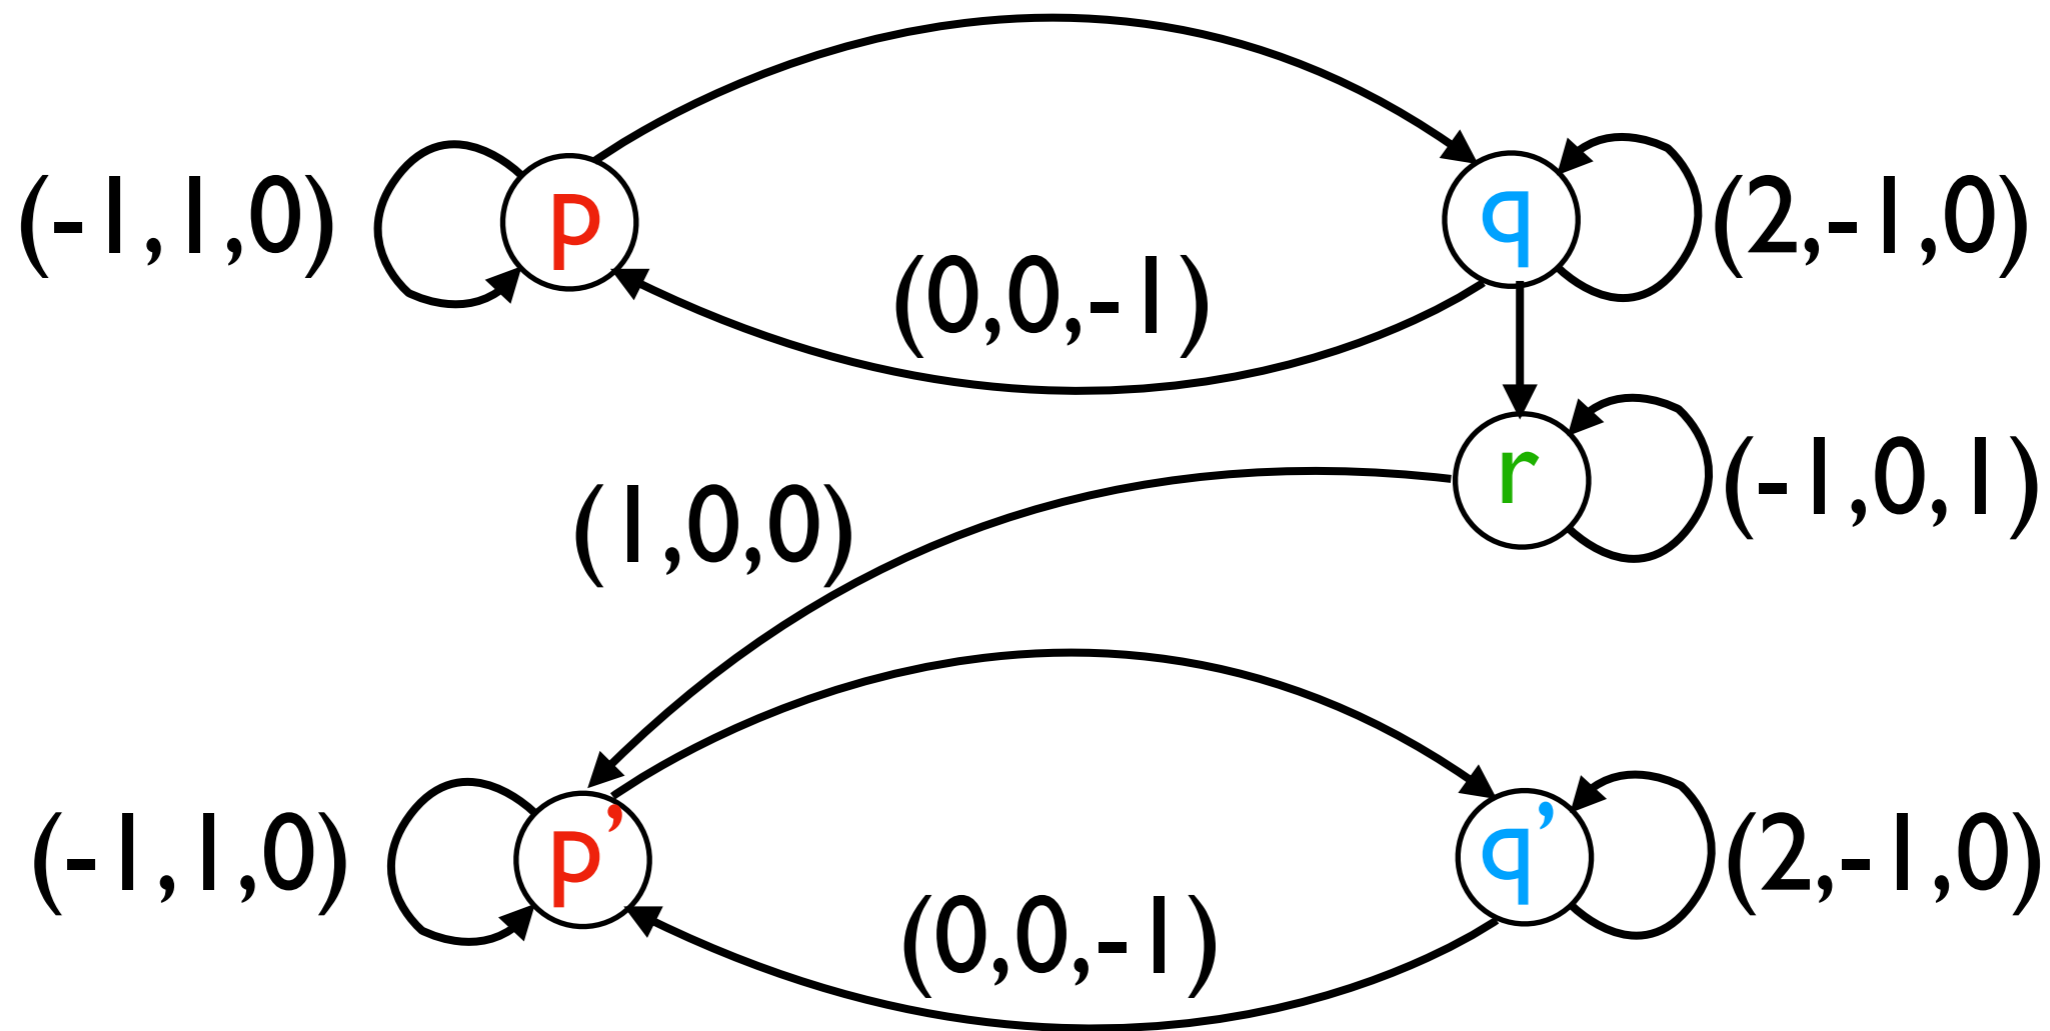 (-1,1,0)
p
q
(2,-1,0)
(0,0,-1)
r
(-1,0,1)
(1,0,0)
(-1,1,0)
p’
q’
(2,-1,0)
(0,0,-1)